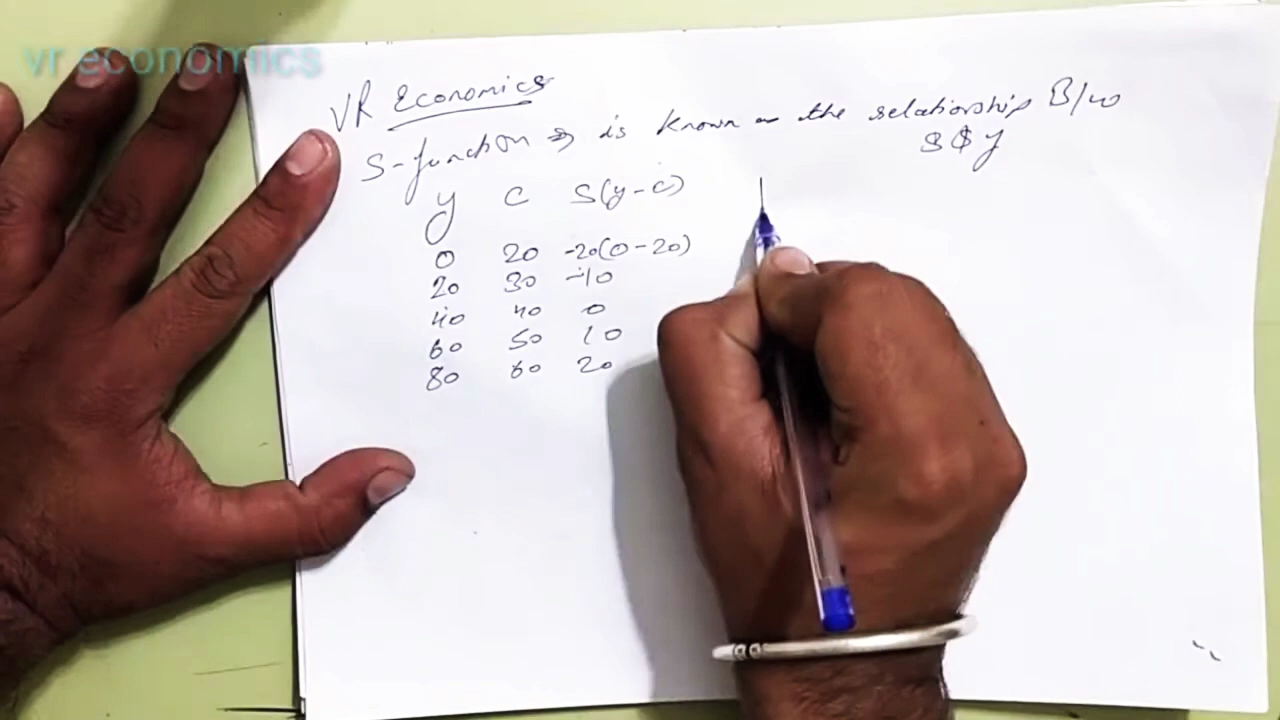 vr economics
VR Economics
S-function ⇒ is known as the relationship B/w
S & y
y C S(y-c)
0 20 -20(0-20)
20 30 -10
40 40 0
60 50 10
80 60 20